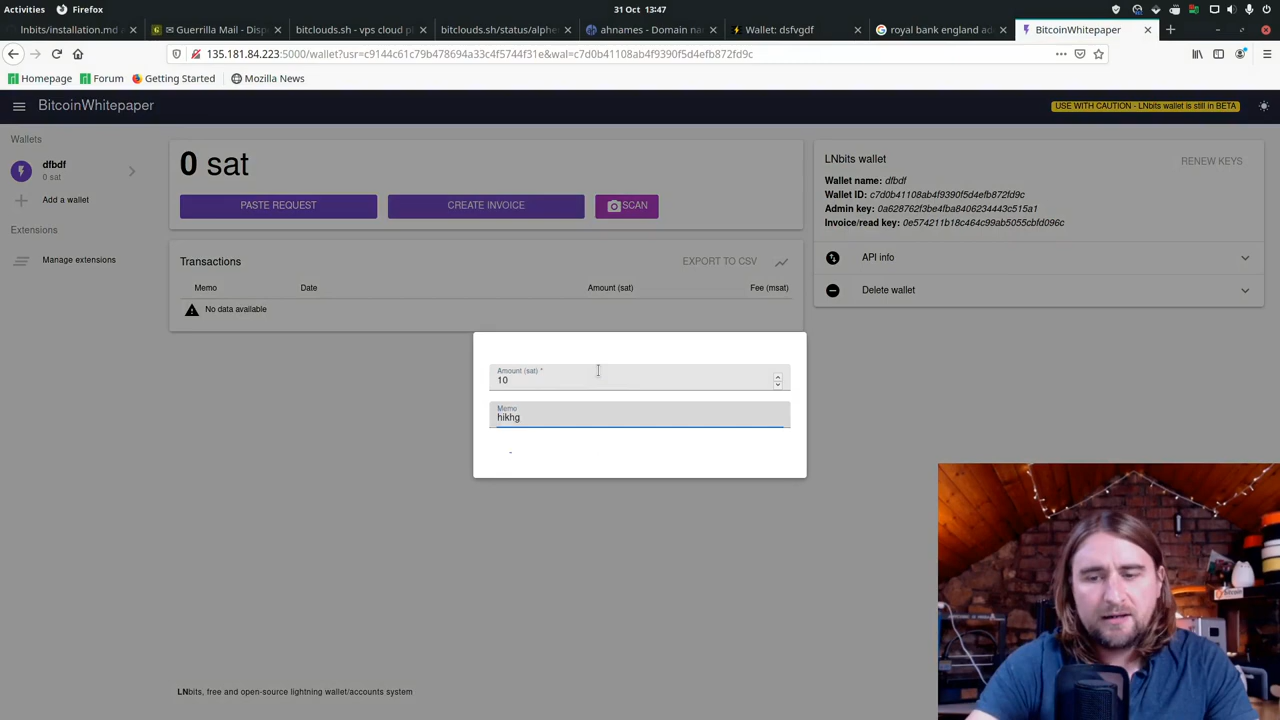 Activities
Firefox
31 Oct 13:47
lnbits/installation.md a
Guerrilla Mail - Disp
bitclouds.sh - vps cloud p
bitclouds.sh/status/alphe
ahnames - Domain na
Wallet: dsfvgdf
royal bank england ad
BitcoinWhitepaper
135.181.84.223:5000/wallet?usr=c9144c61c79b478694a33c4f5744f31e&wal=c7d0b41108ab4f9390f5d4efb872fd9c
Homepage
Forum
Getting Started
Mozilla News
BitcoinWhitepaper
USE WITH CAUTION - LNbits wallet is still in BETA
Wallets
dfbdf
0 sat
Add a wallet
Extensions
Manage extensions
0 sat
PASTE REQUEST
CREATE INVOICE
SCAN
Transactions
EXPORT TO CSV
Memo
Date
Amount (sat)
Fee (msat)
No data available
LNbits wallet
RENEW KEYS
Wallet name: dfbdf
Wallet ID: c7d0b41108ab4f9390f5d4efb872fd9c
Admin key: 0a628762f3be4fba8406234443c515a1
Invoice/read key: 0e574211b18c464c99ab5055cbfd096c
API info
Delete wallet
Amount (sat) *
10
Memo
hikhg
LNbits, free and open-source lightning wallet/accounts system
bitcoin